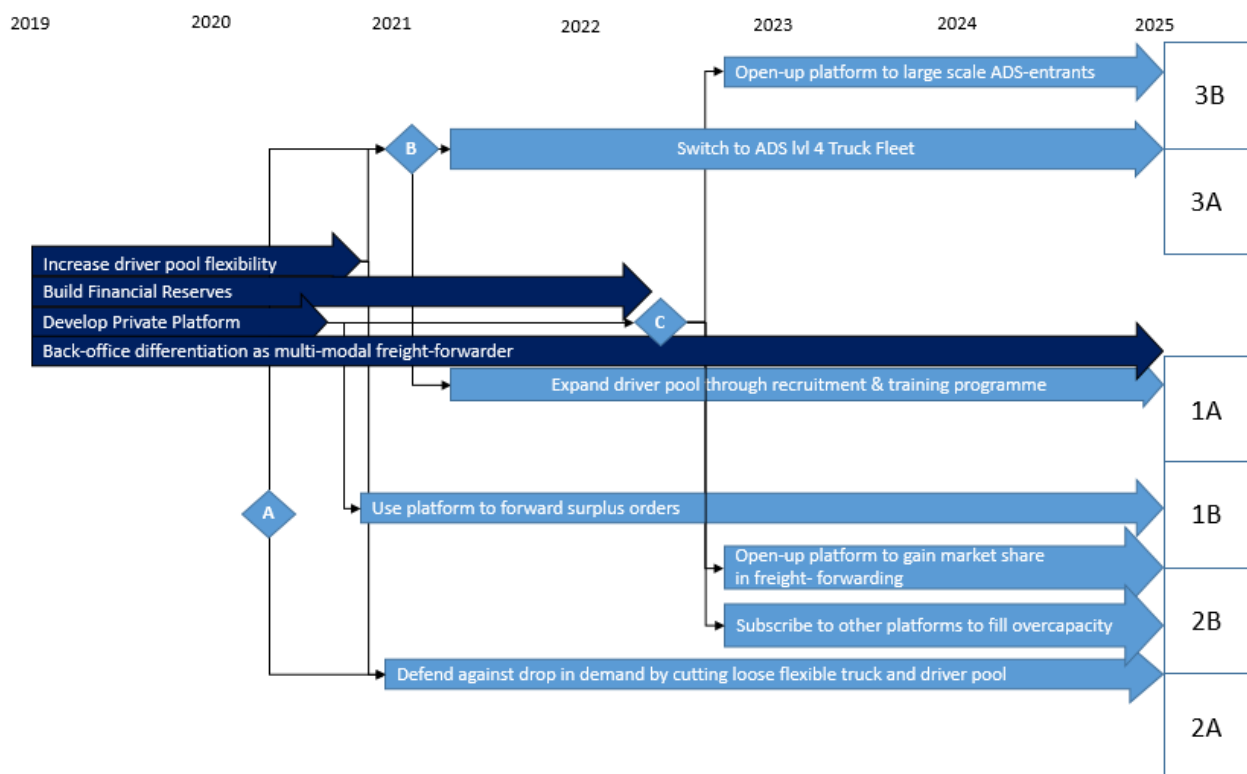 2019 2020 2021 2022 2023 2024 2025
Open-up platform to large scale ADS-entrants
3B
B
Switch to ADS lvl 4 Truck Fleet
3A
Increase driver pool flexibility
Build Financial Reserves
Develop Private Platform
C
Back-office differentiation as multi-modal freight-forwarder
Expand driver pool through recruitment & training programme
1A
A
Use platform to forward surplus orders
1B
Open-up platform to gain market share
in freight- forwarding
Subscribe to other platforms to fill overcapacity
2B
Defend against drop in demand by cutting loose flexible truck and driver pool
2A